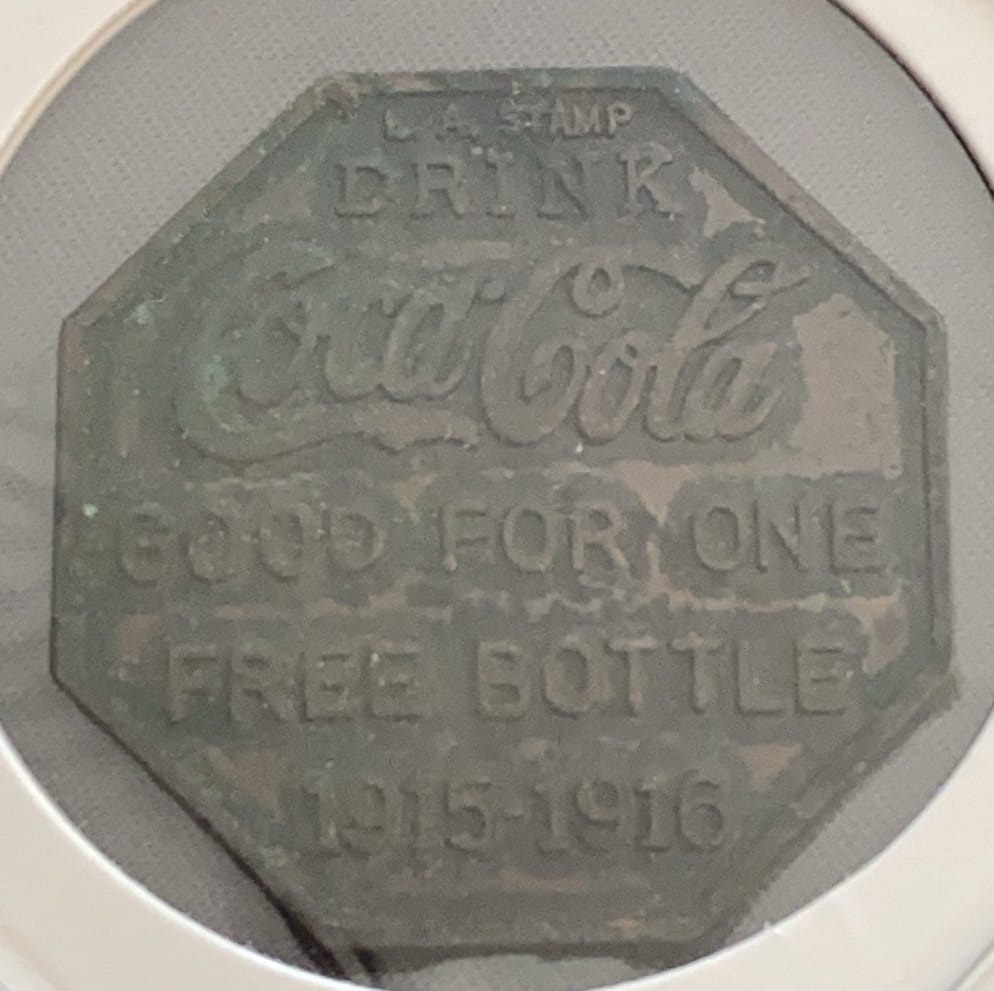 L.A. STAMP
DRINK
Coca Cola
GOOD FOR ONE
FREE BOTTLE
1915-1916